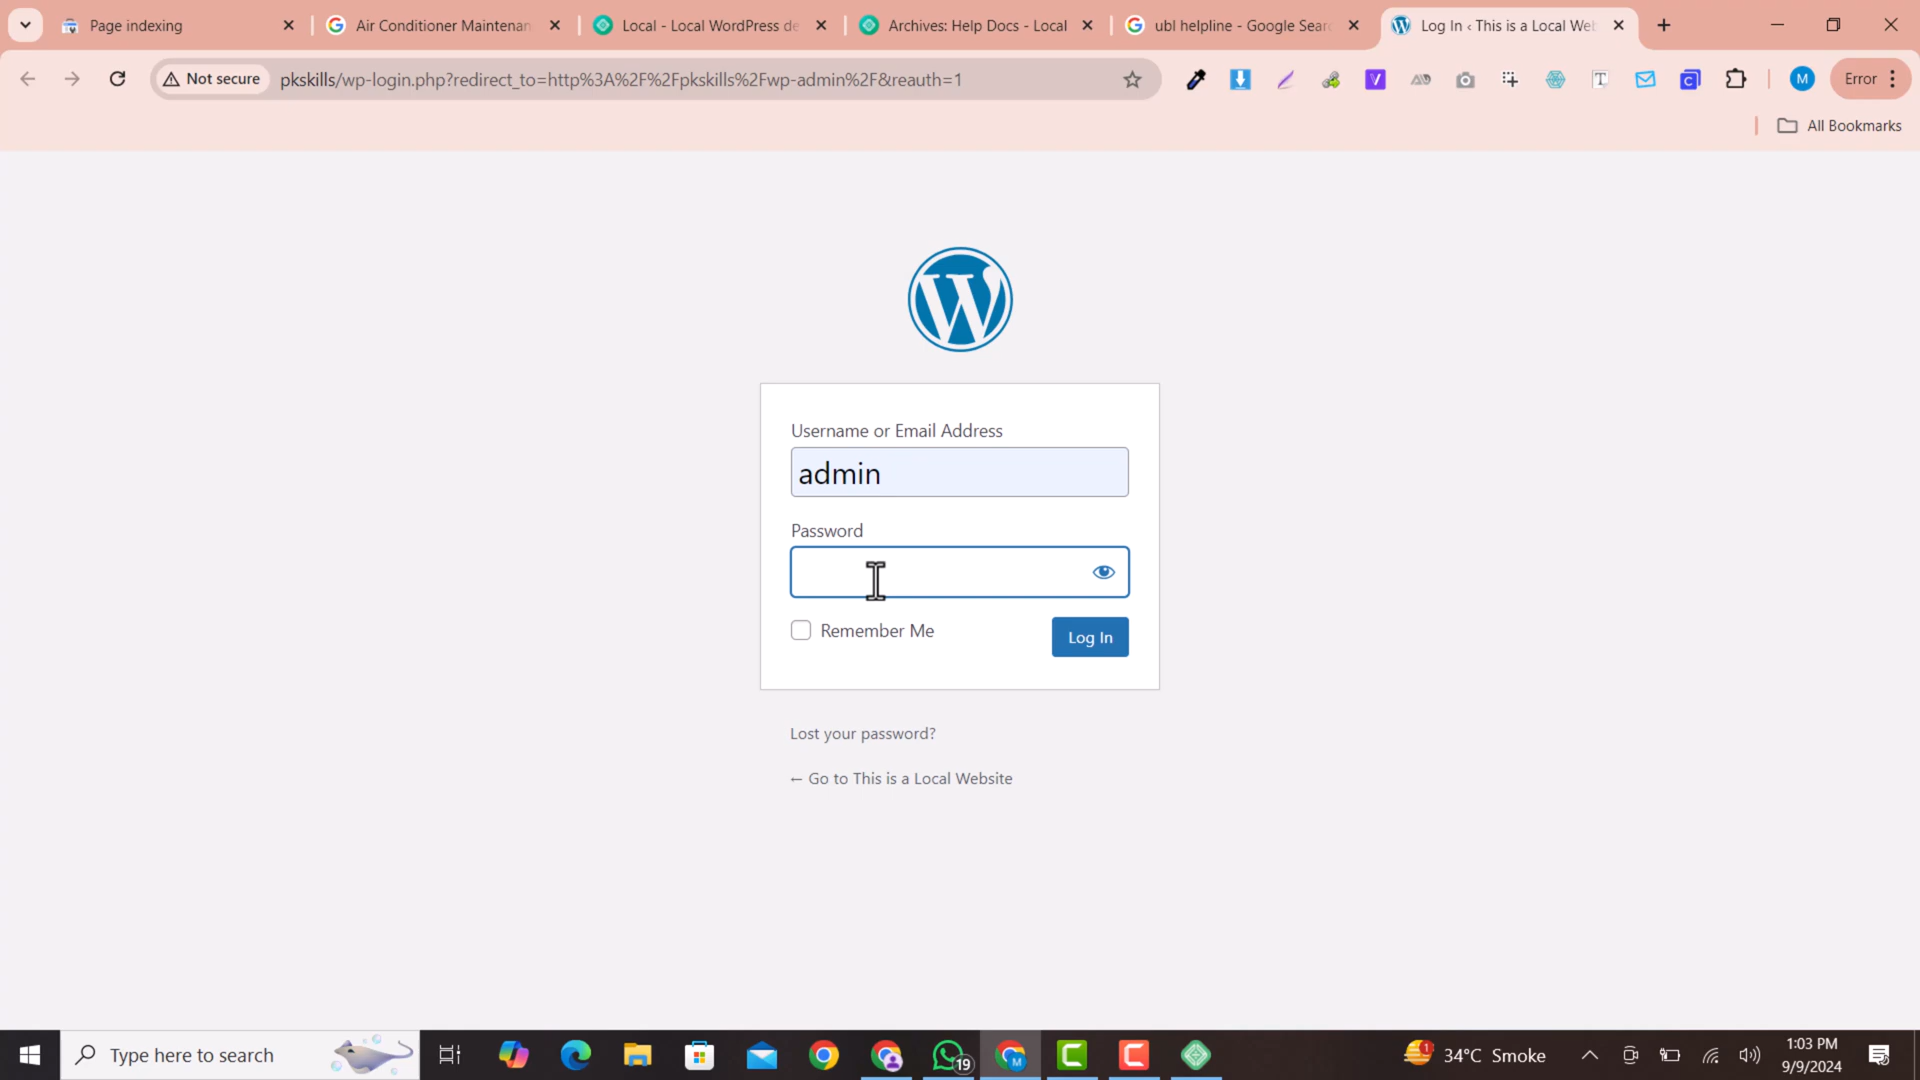 Page indexing
Air Conditioner Maintenan
Local - Local WordPress de
Archives: Help Docs - Local
ubl helpline - Google Searc
Log In ‹ This is a Local Web
Not secure
pkskills/wp-login.php?redirect_to=http%3A%2F%2Fpkskills%2Fwp-admin%2F&reauth=1
M
Error
All Bookmarks
Username or Email Address
admin
Password
Remember Me
Log In
Lost your password?
← Go to This is a Local Website
Type here to search
19
M
1
34°C Smoke
1:03 PM
9/9/2024